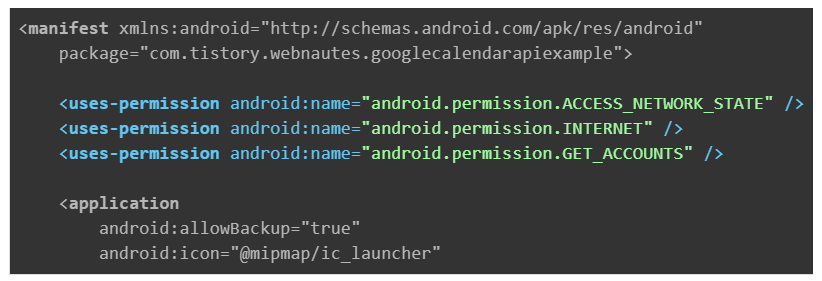 <manifest xmlns:android="http://schemas.android.com/apk/res/android"
    package="com.tistory.webnautes.googlecalendarapiexample">
    <uses-permission android:name="android.permission.ACCESS_NETWORK_STATE" />
    <uses-permission android:name="android.permission.INTERNET" />
    <uses-permission android:name="android.permission.GET_ACCOUNTS" />
    <application
        android:allowBackup="true"
        android:icon="@mipmap/ic_launcher"